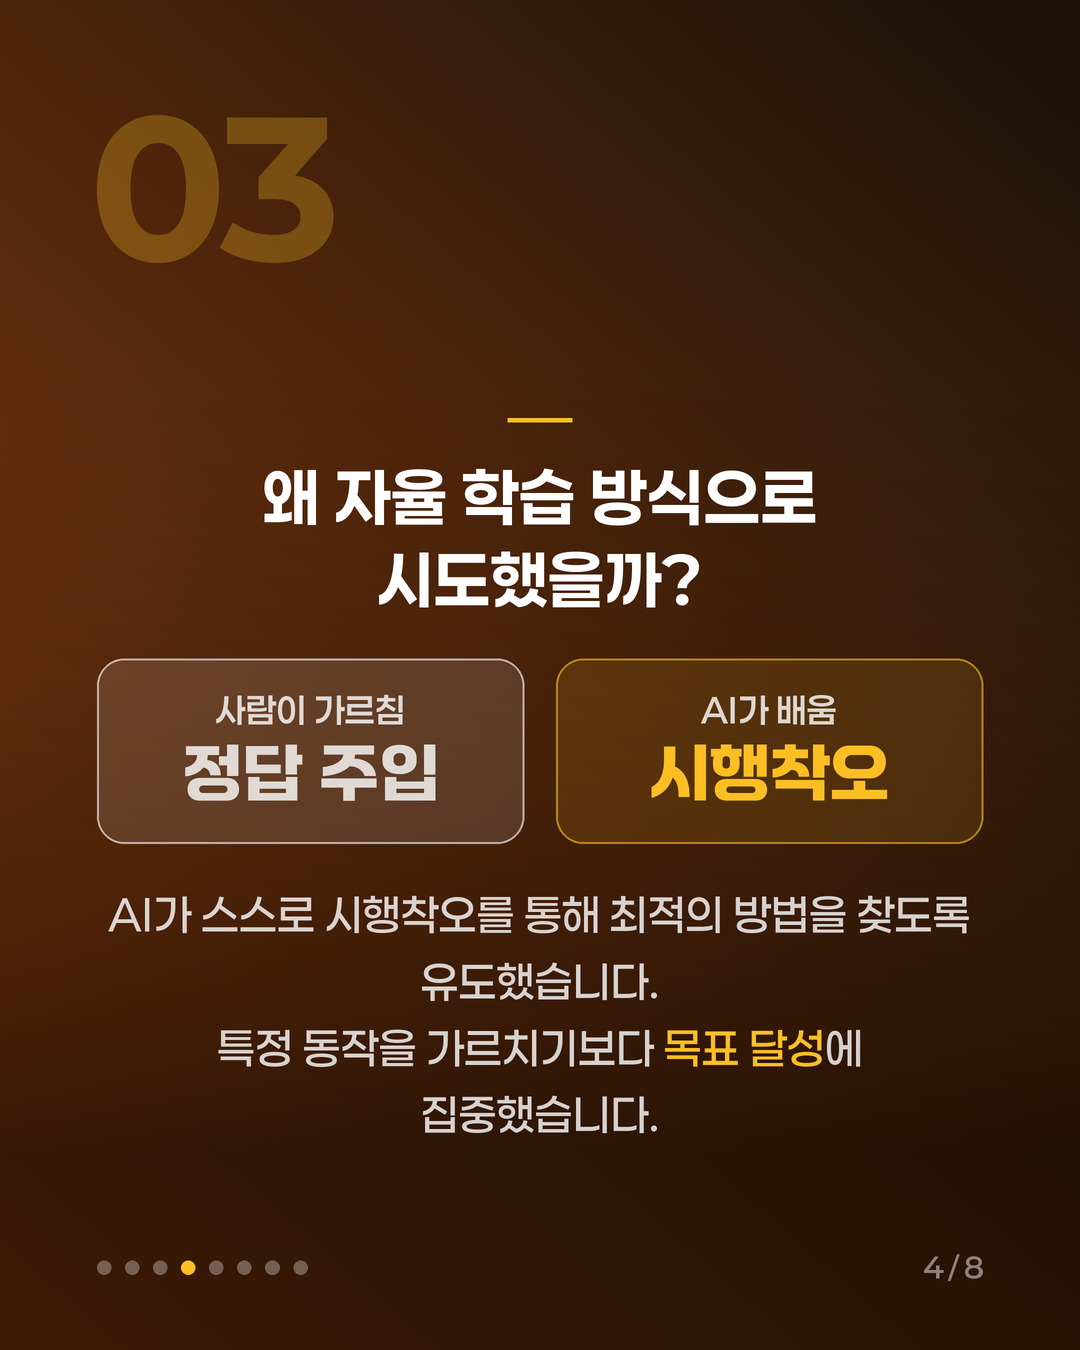 03
왜 자율 학습 방식으로
시도했을까?
사람이 가르침
정답 주입
AI가 배움
시행착오
AI가 스스로 시행착오를 통해 최적의 방법을 찾도록
유도했습니다.
특정 동작을 가르치기보다 목표 달성에
집중했습니다.
4/8